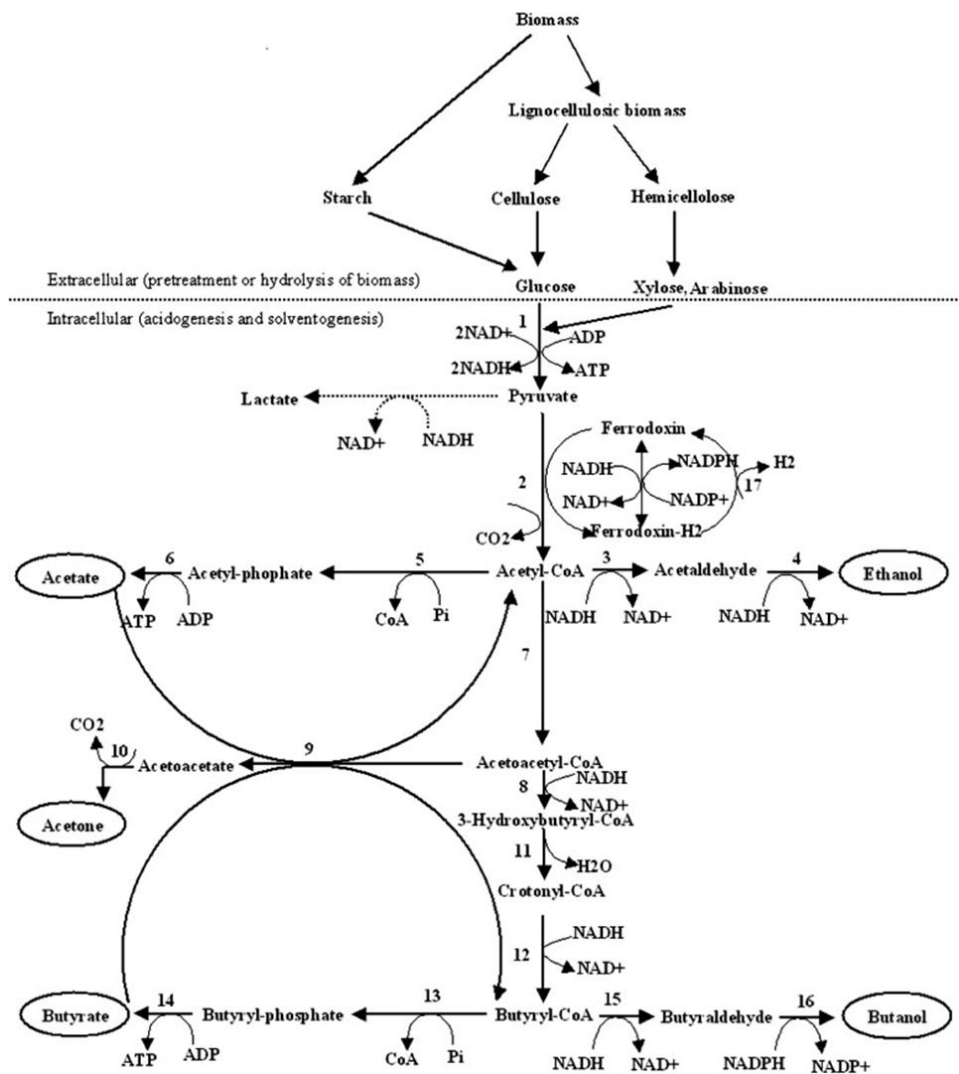 Biomass
Lignocellulosic biomass
Starch
Cellulose
Hemicellolose
Extracellular (pretreatment or hydrolysis of biomass)
Glucose
Xylose, Arabinose
Intracellular (acidogenesis and solventogenesis)
1
2NAD+
ADP
2NADH
ATP
Lactate
Pyruvate
NAD+
NADH
Ferrodoxin
NADH
NADPH
H2
2
17
NAD+
NADP+
CO2
Ferrodoxin-H2
6
5
3
4
Acetate
Acetyl-phophate
Acetyl-CoA
Acetaldehyde
Ethanol
ATP
ADP
CoA
Pi
NADH
NAD+
NADH
NAD+
7
CO2
10
9
Acetoacetate
Acetoacetyl-CoA
8
NADH
NAD+
Acetone
3-Hydroxybutyryl-CoA
11
H2O
Crotonyl-CoA
NADH
12
NAD+
14
13
15
16
Butyrate
Butyryl-phosphate
Butyryl-CoA
Butyraldehyde
Butanol
ATP
ADP
CoA
Pi
NADH
NAD+
NADPH
NADP+